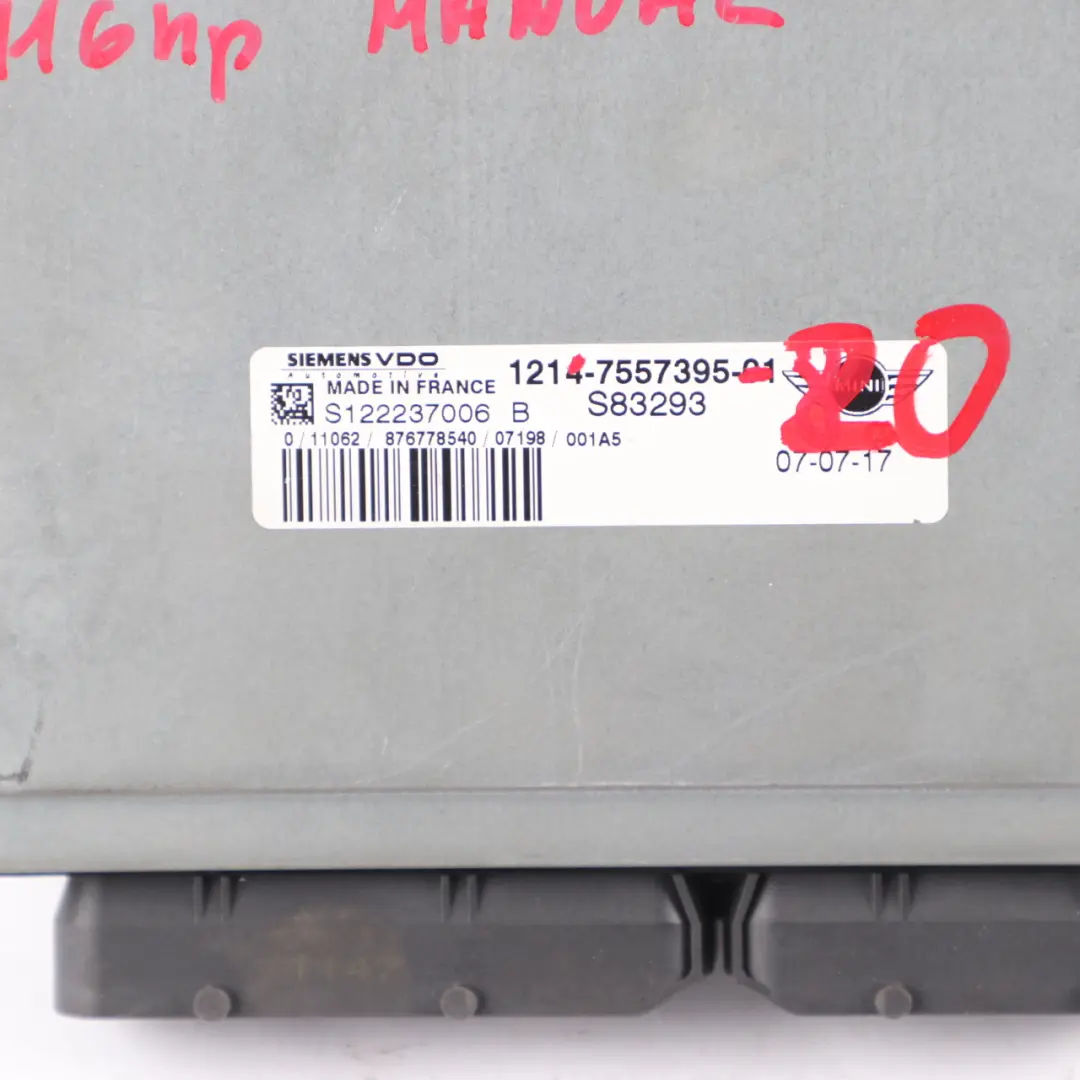 116hp MANUAL
SIEMENS VDO
Automotive
MADE IN FRANCE
1214-7557395-01
S122237006 B
S83293
MINI
20
0/11062/876778540/07198/001A5
07-07-17